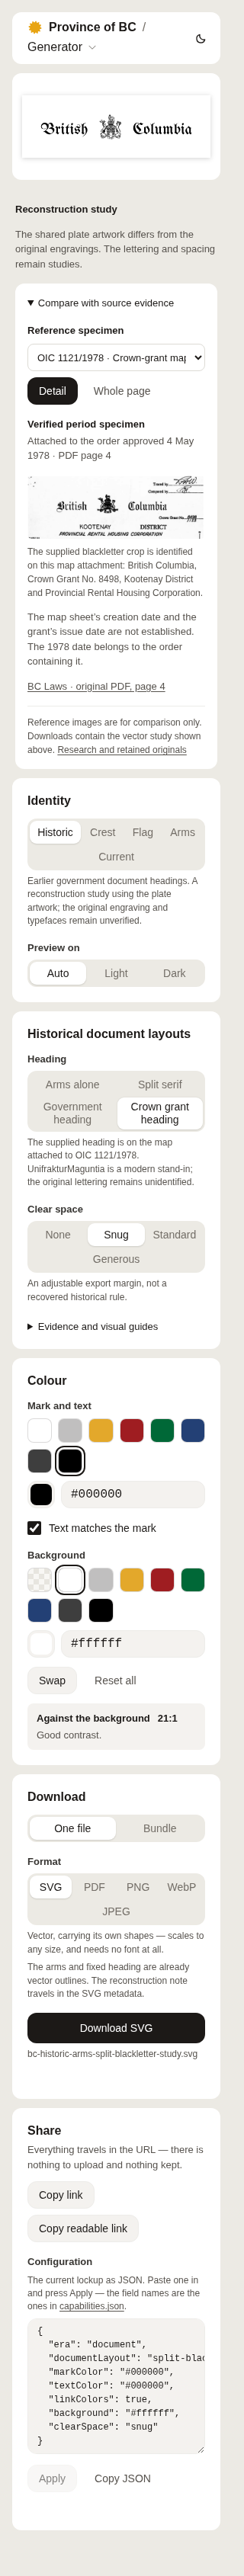 Province of BC /
Generator
British Columbia
Reconstruction study
The shared plate artwork differs from the
original engravings. The lettering and spacing
remain studies.
Compare with source evidence
Reference specimen
OIC 1121/1978 · Crown-grant map
Detail
Whole page
Verified period specimen
Attached to the order approved 4 May
1978 · PDF page 4
British Columbia
KOOTENAY DISTRICT
PROVINCIAL RENTAL HOUSING CORPORATION
The supplied blackletter crop is identified
on this map attachment: British Columbia,
Crown Grant No. 8498, Kootenay District
and Provincial Rental Housing Corporation.
The map sheet's creation date and the
grant's issue date are not established.
The 1978 date belongs to the order
containing it.
BC Laws · original PDF, page 4
Reference images are for comparison only.
Downloads contain the vector study shown
above. Research and retained originals
Identity
Historic
Crest
Flag
Arms
Current
Earlier government document headings. A
reconstruction study using the plate
artwork; the original engraving and
typefaces remain unverified.
Preview on
Auto
Light
Dark
Historical document layouts
Heading
Arms alone
Split serif
Government
heading
Crown grant
heading
The supplied heading is on the map
attached to OIC 1121/1978.
UnifrakturMaguntia is a modern stand-in;
the original lettering remains unidentified.
Clear space
None
Snug
Standard
Generous
An adjustable export margin, not a
recovered historical rule.
Evidence and visual guides
Colour
Mark and text
#000000
Text matches the mark
Background
#ffffff
Swap
Reset all
Against the background 21:1
Good contrast.
Download
One file
Bundle
Format
SVG
PDF
PNG
WebP
JPEG
Vector, carrying its own shapes — scales to
any size, and needs no font at all.
The arms and fixed heading are already
vector outlines. The reconstruction note
travels in the SVG metadata.
Download SVG
bc-historic-arms-split-blackletter-study.svg
Share
Everything travels in the URL — there is
nothing to upload and nothing kept.
Copy link
Copy readable link
Configuration
The current lockup as JSON. Paste one in
and press Apply — the field names are the
ones in capabilities.json.
{
"era": "document",
"documentLayout": "split-blac
"markColor": "#000000",
"textColor": "#000000",
"linkColors": true,
"background": "#ffffff",
"clearSpace": "snug"
}
Apply
Copy JSON